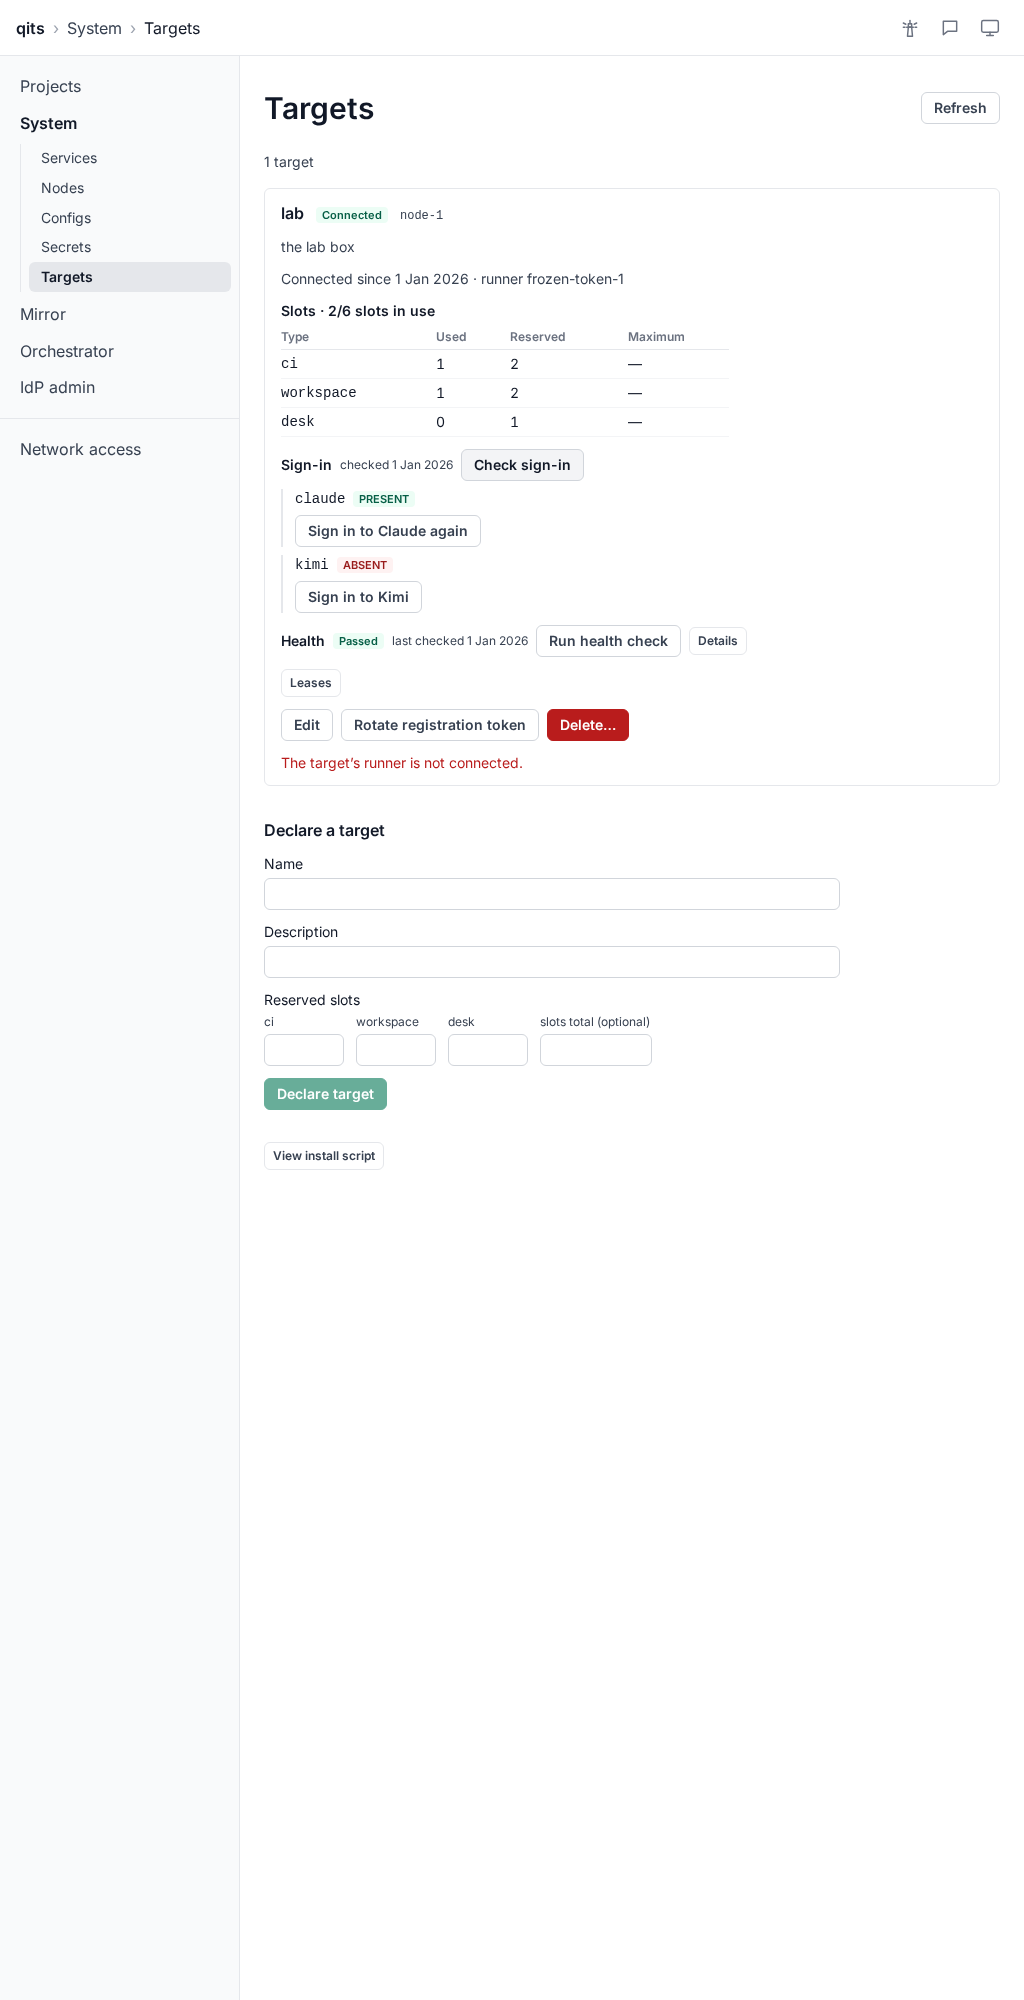 qits › System › Targets
Projects
System
Services
Nodes
Configs
Secrets
Targets
Mirror
Orchestrator
IdP admin
Network access
Targets
Refresh
1 target
lab Connected node-1
the lab box
Connected since 1 Jan 2026 · runner frozen-token-1
Slots · 2/6 slots in use
Type Used Reserved Maximum
ci 1 2 —
workspace 1 2 —
desk 0 1 —
Sign-in checked 1 Jan 2026 Check sign-in
claude PRESENT
Sign in to Claude again
kimi ABSENT
Sign in to Kimi
Health Passed last checked 1 Jan 2026 Run health check Details
Leases
Edit Rotate registration token Delete…
The target’s runner is not connected.
Declare a target
Name
Description
Reserved slots
ci workspace desk slots total (optional)
Declare target
View install script